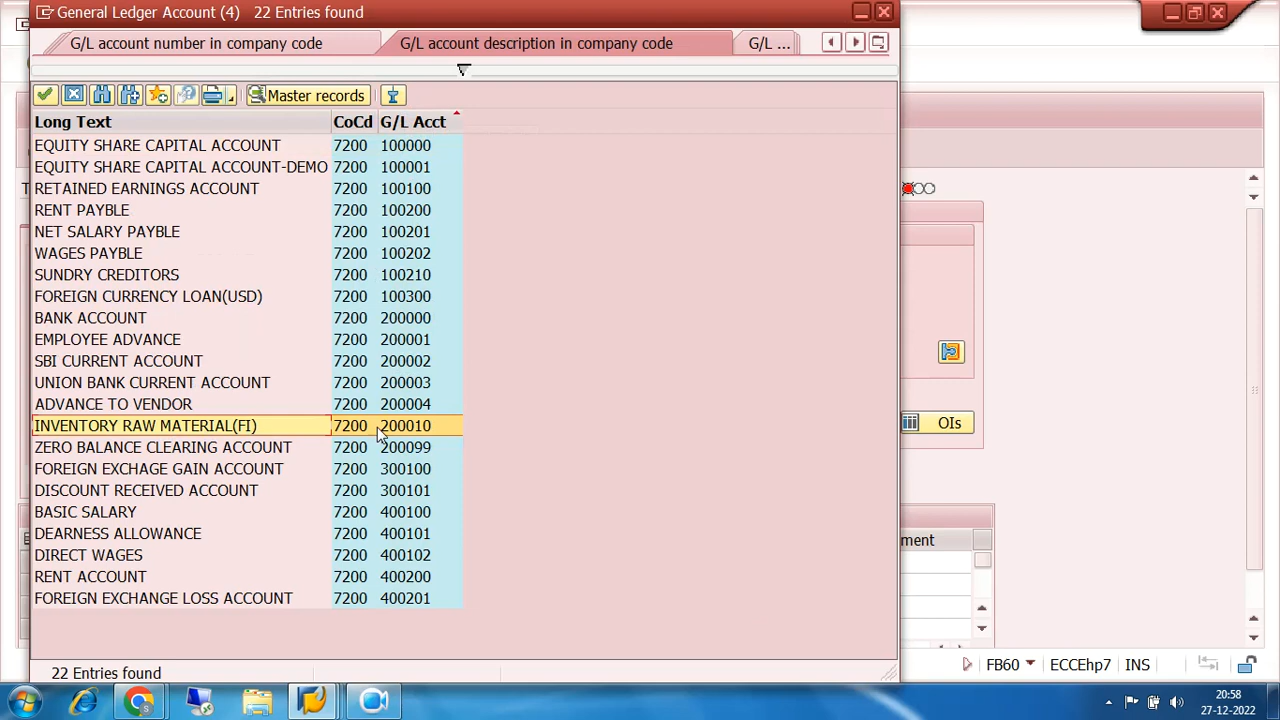 General Ledger Account (4)   22 Entries found
G/L account number in company code   G/L account description in company code   G/L ...
Master records
Long Text   CoCd   G/L Acct
EQUITY SHARE CAPITAL ACCOUNT   7200   100000
EQUITY SHARE CAPITAL ACCOUNT-DEMO   7200   100001
RETAINED EARNINGS ACCOUNT   7200   100100
RENT PAYBLE   7200   100200
NET SALARY PAYBLE   7200   100201
WAGES PAYBLE   7200   100202
SUNDRY CREDITORS   7200   100210
FOREIGN CURRENCY LOAN(USD)   7200   100300
BANK ACCOUNT   7200   200000
EMPLOYEE ADVANCE   7200   200001
SBI CURRENT ACCOUNT   7200   200002
UNION BANK CURRENT ACCOUNT   7200   200003
ADVANCE TO VENDOR   7200   200004
INVENTORY RAW MATERIAL(FI)   7200   200010
OIs
ZERO BALANCE CLEARING ACCOUNT   7200   200099
FOREIGN EXCHAGE GAIN ACCOUNT   7200   300100
DISCOUNT RECEIVED ACCOUNT   7200   300101
BASIC SALARY   7200   400100
DEARNESS ALLOWANCE   7200   400101
ment
DIRECT WAGES   7200   400102
RENT ACCOUNT   7200   400200
FOREIGN EXCHANGE LOSS ACCOUNT   7200   400201
22 Entries found
FB60   ECCEhp7   INS
20:58
27-12-2022